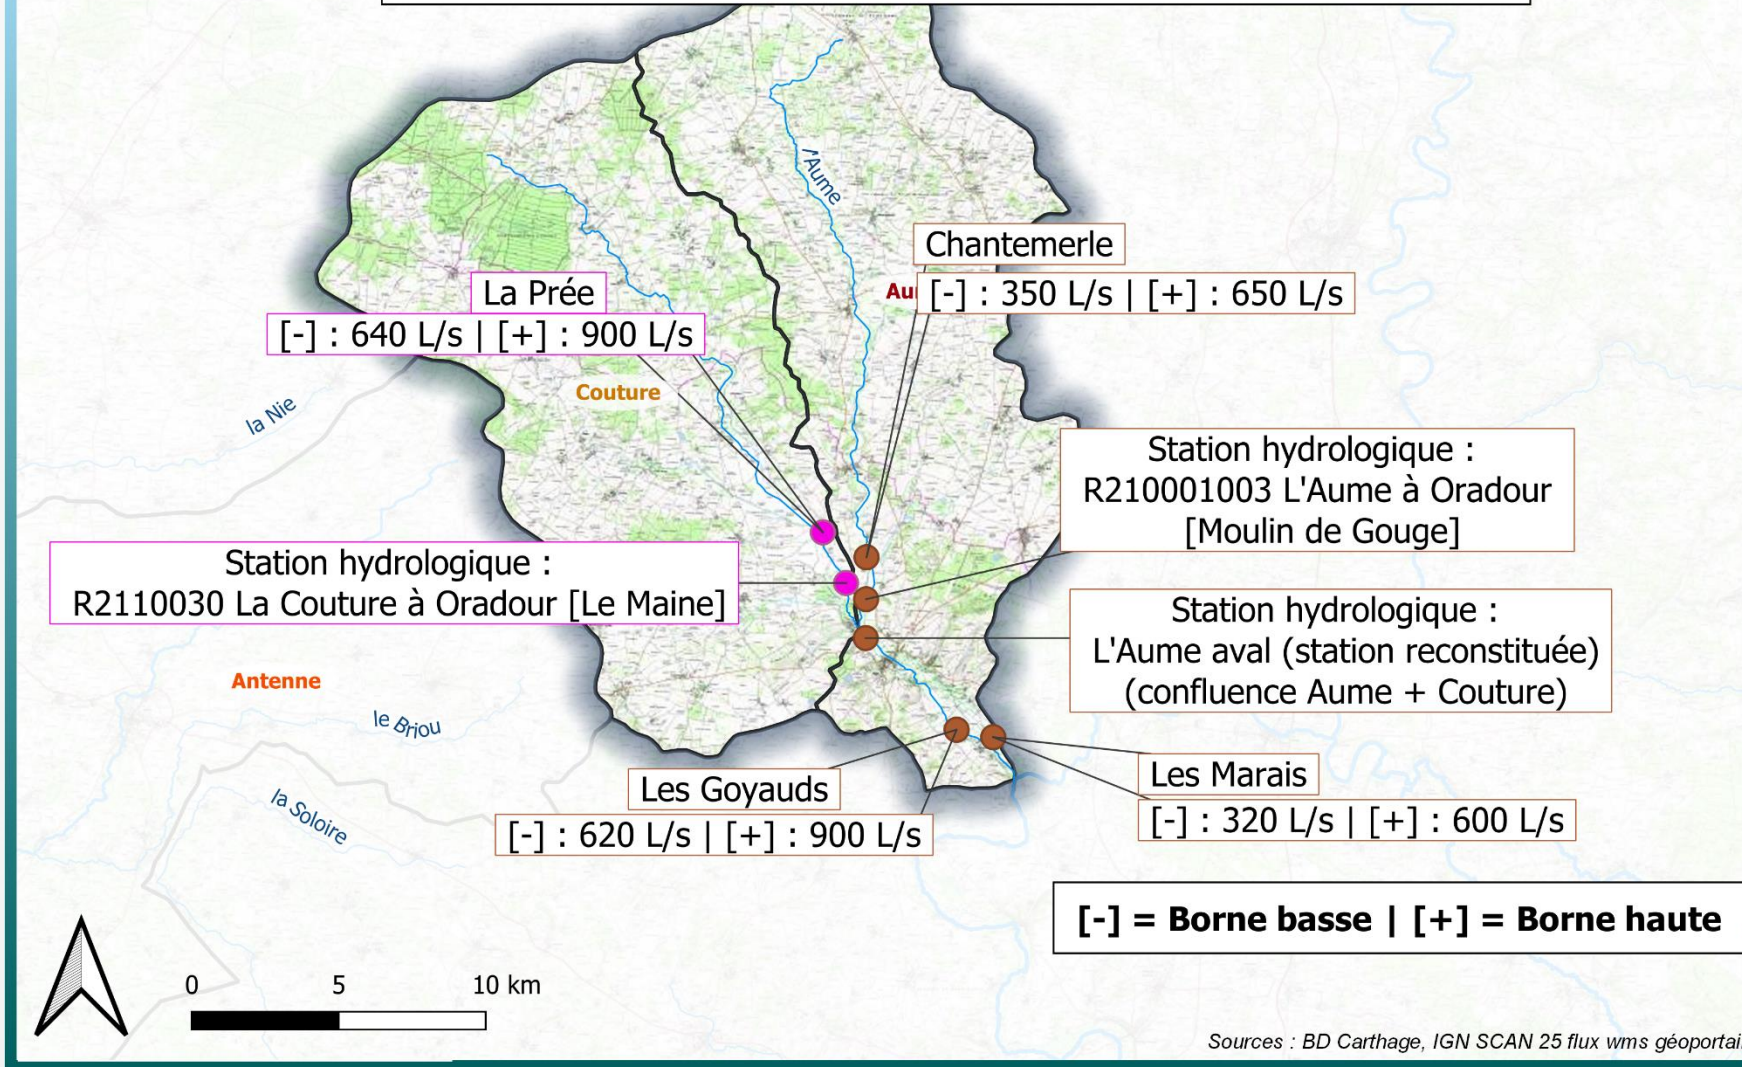 l'Aume
Chantemerle
Au
[-] : 350 L/s | [+] : 650 L/s
La Prée
[-] : 640 L/s | [+] : 900 L/s
Couture
la Nie
Station hydrologique :
R210001003 L'Aume à Oradour
[Moulin de Gouge]
Station hydrologique :
R2110030 La Couture à Oradour [Le Maine]
Station hydrologique :
L'Aume aval (station reconstituée)
(confluence Aume + Couture)
Antenne
le Briou
la Soloire
Les Goyauds
[-] : 620 L/s | [+] : 900 L/s
Les Marais
[-] : 320 L/s | [+] : 600 L/s
[-] = Borne basse | [+] = Borne haute
0 5 10 km
Sources : BD Carthage, IGN SCAN 25 flux wms géoportai